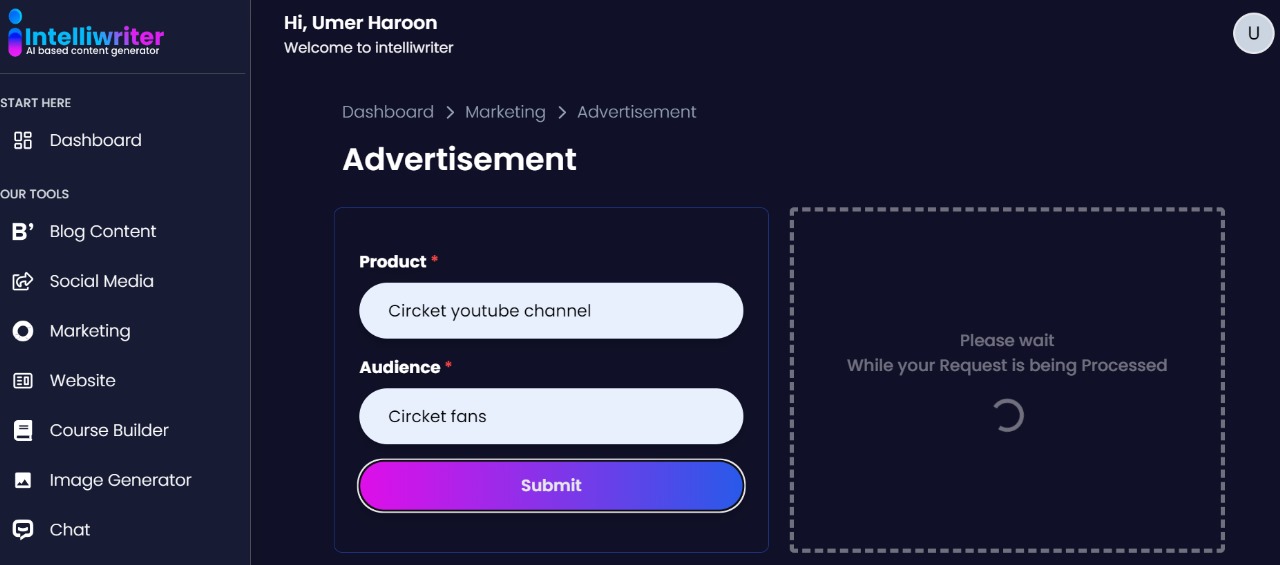 Intelliwriter
AI based content generator
START HERE
Dashboard
OUR TOOLS
B’ Blog Content
Social Media
Marketing
Website
Course Builder
Image Generator
Chat
Hi, Umer Haroon
Welcome to intelliwriter
U
Dashboard > Marketing > Advertisement
Advertisement
Product *
Circket youtube channel
Audience *
Circket fans
Submit
Please wait
While your Request is being Processed